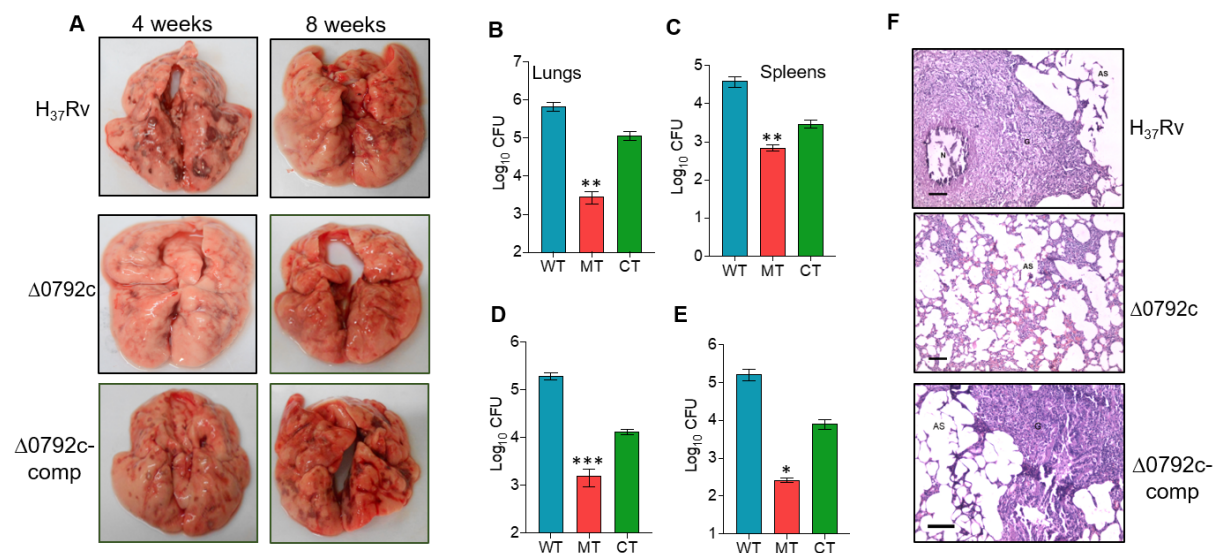 A
4 weeks
8 weeks
H37Rv
Δ0792c
Δ0792c-
comp
B
Lungs
Log10 CFU
7
6
5
4
3
2
**
WT MT CT
C
Spleens
Log10 CFU
5
4
3
2
1
0
**
WT MT CT
D
Log10 CFU
6
5
4
3
2
***
WT MT CT
E
Log10 CFU
6
5
4
3
2
1
*
WT MT CT
F
AS
G
N
H37Rv
AS
Δ0792c
AS
G
Δ0792c-
comp